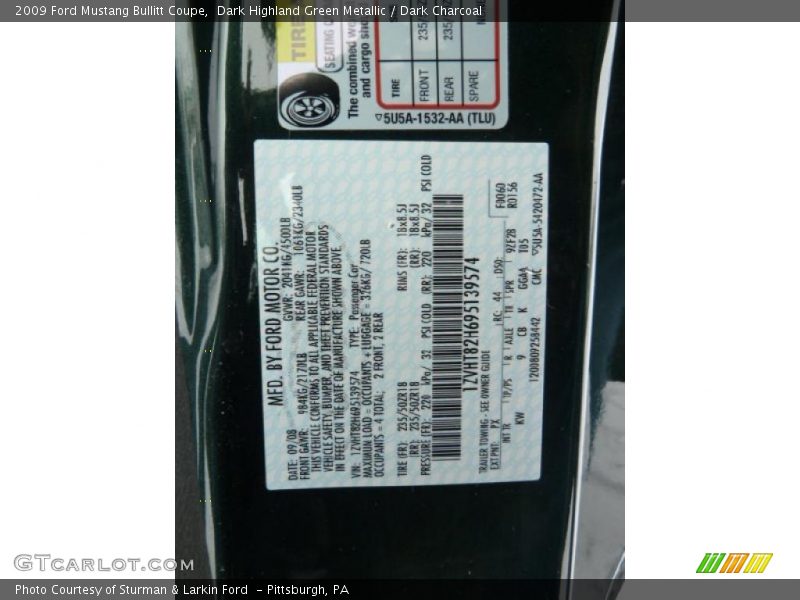 2009 Ford Mustang Bullitt Coupe,  Dark Highland Green Metallic / Dark Charcoal
TIRE
SEATING
The combined
and cargo
TIRE
FRONT
REAR
SPARE
5U5A-1532-AA (TLU)
MFD. BY FORD MOTOR CO.
DATE: 09/08 GVWR: 2041KG/4500LB
FRONT GAWR: 984KG/2170LB REAR GAWR: 1061KG/2340LB
THIS VEHICLE CONFORMS TO ALL APPLICABLE FEDERAL MOTOR
VEHICLE SAFETY, BUMPER, AND THEFT PREVENTION STANDARDS
IN EFFECT ON THE DATE OF MANUFACTURE SHOWN ABOVE.
VIN: 1ZVHT82H695139574 TYPE: Passenger Car
MAXIMUM LOAD = OCCUPANTS + LUGGAGE = 326KG/ 720LB
OCCUPANTS = 4 TOTAL: 2 FRONT, 2 REAR
TIRE (FR): 235/50ZR18 RIMS (FR): 18x8.5J
(RR): 235/50ZR18 (RR): 18x8.5J
PRESSURE (FR): 220 kPa/ 32 PSI COLD (RR): 220 kPa/ 32 PSI COLD
1ZVHT82H695139574
TRAILER TOWING - SEE OWNER GUIDE
EXT PNT: PX RC: 44 DSO: F0060
R0156
INT TR TP/PS R AXLE TR SPR 9ZF2B
KW 9 CB K GGAA TU5
1200809258442 CMC 5U5A-5420472-AA
GTCARLOT.COM
Photo Courtesy of Sturman & Larkin Ford  - Pittsburgh, PA